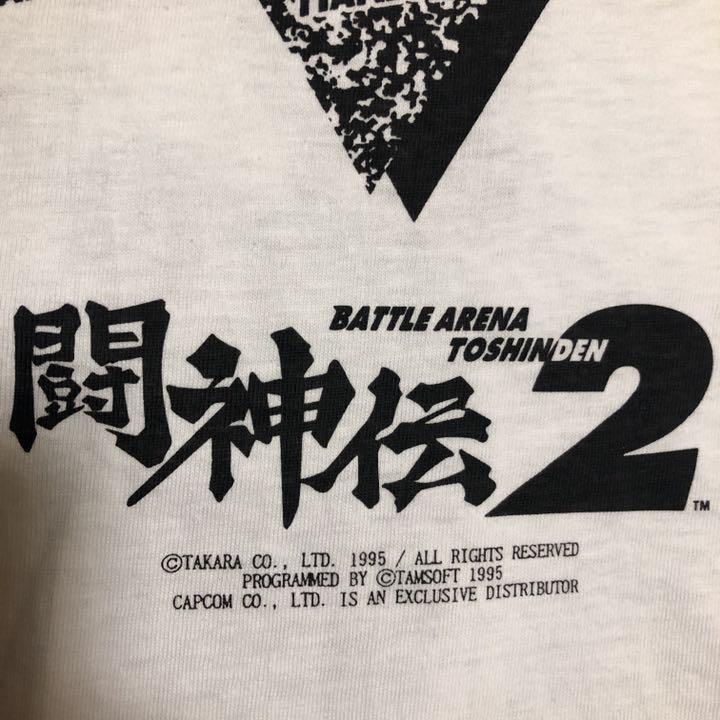 BATTLE ARENA
TOSHINDEN
闘神伝2
TM
©TAKARA CO., LTD. 1995 / ALL RIGHTS RESERVED
PROGRAMMED BY ©TAMSOFT 1995
CAPCOM CO., LTD. IS AN EXCLUSIVE DISTRIBUTOR